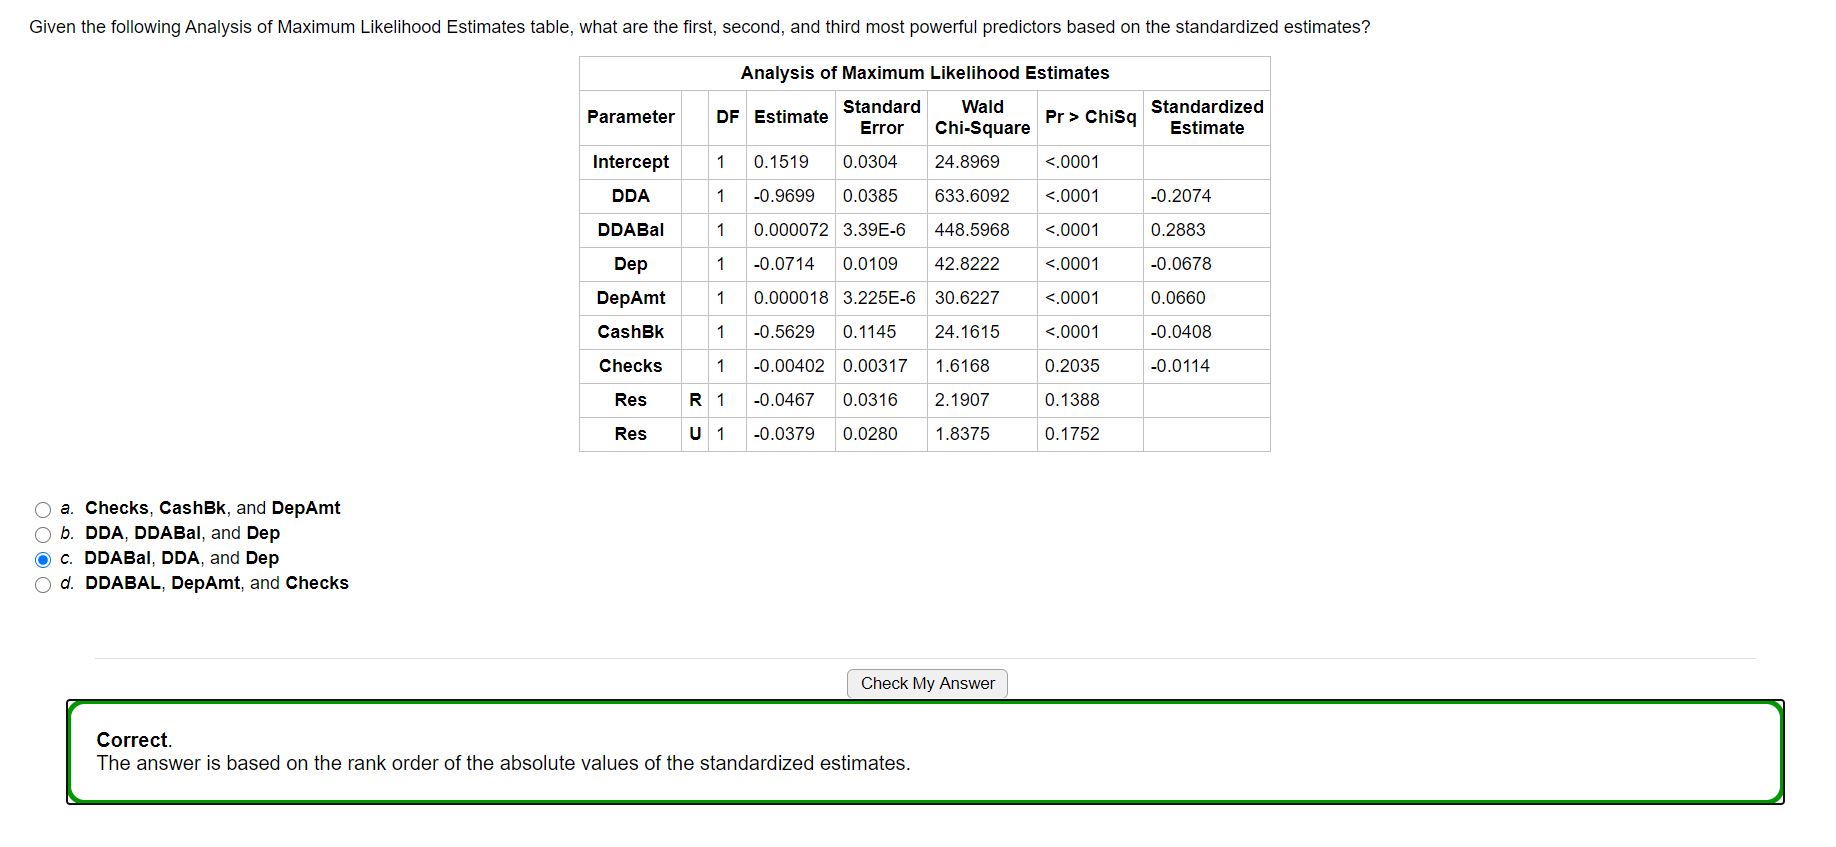 Given the following Analysis of Maximum Likelihood Estimates table, what are the first, second, and third most powerful predictors based on the standardized estimates?
Analysis of Maximum Likelihood Estimates
Parameter DF Estimate Standard Error Wald Chi-Square Pr > ChiSq Standardized Estimate
Intercept 1 0.1519 0.0304 24.8969 <.0001
DDA 1 -0.9699 0.0385 633.6092 <.0001 -0.2074
DDABal 1 0.000072 3.39E-6 448.5968 <.0001 0.2883
Dep 1 -0.0714 0.0109 42.8222 <.0001 -0.0678
DepAmt 1 0.000018 3.225E-6 30.6227 <.0001 0.0660
CashBk 1 -0.5629 0.1145 24.1615 <.0001 -0.0408
Checks 1 -0.00402 0.00317 1.6168 0.2035 -0.0114
Res R 1 -0.0467 0.0316 2.1907 0.1388
Res U 1 -0.0379 0.0280 1.8375 0.1752
a. Checks, CashBk, and DepAmt
b. DDA, DDABal, and Dep
c. DDABal, DDA, and Dep
d. DDABAL, DepAmt, and Checks
Check My Answer
Correct.
The answer is based on the rank order of the absolute values of the standardized estimates.